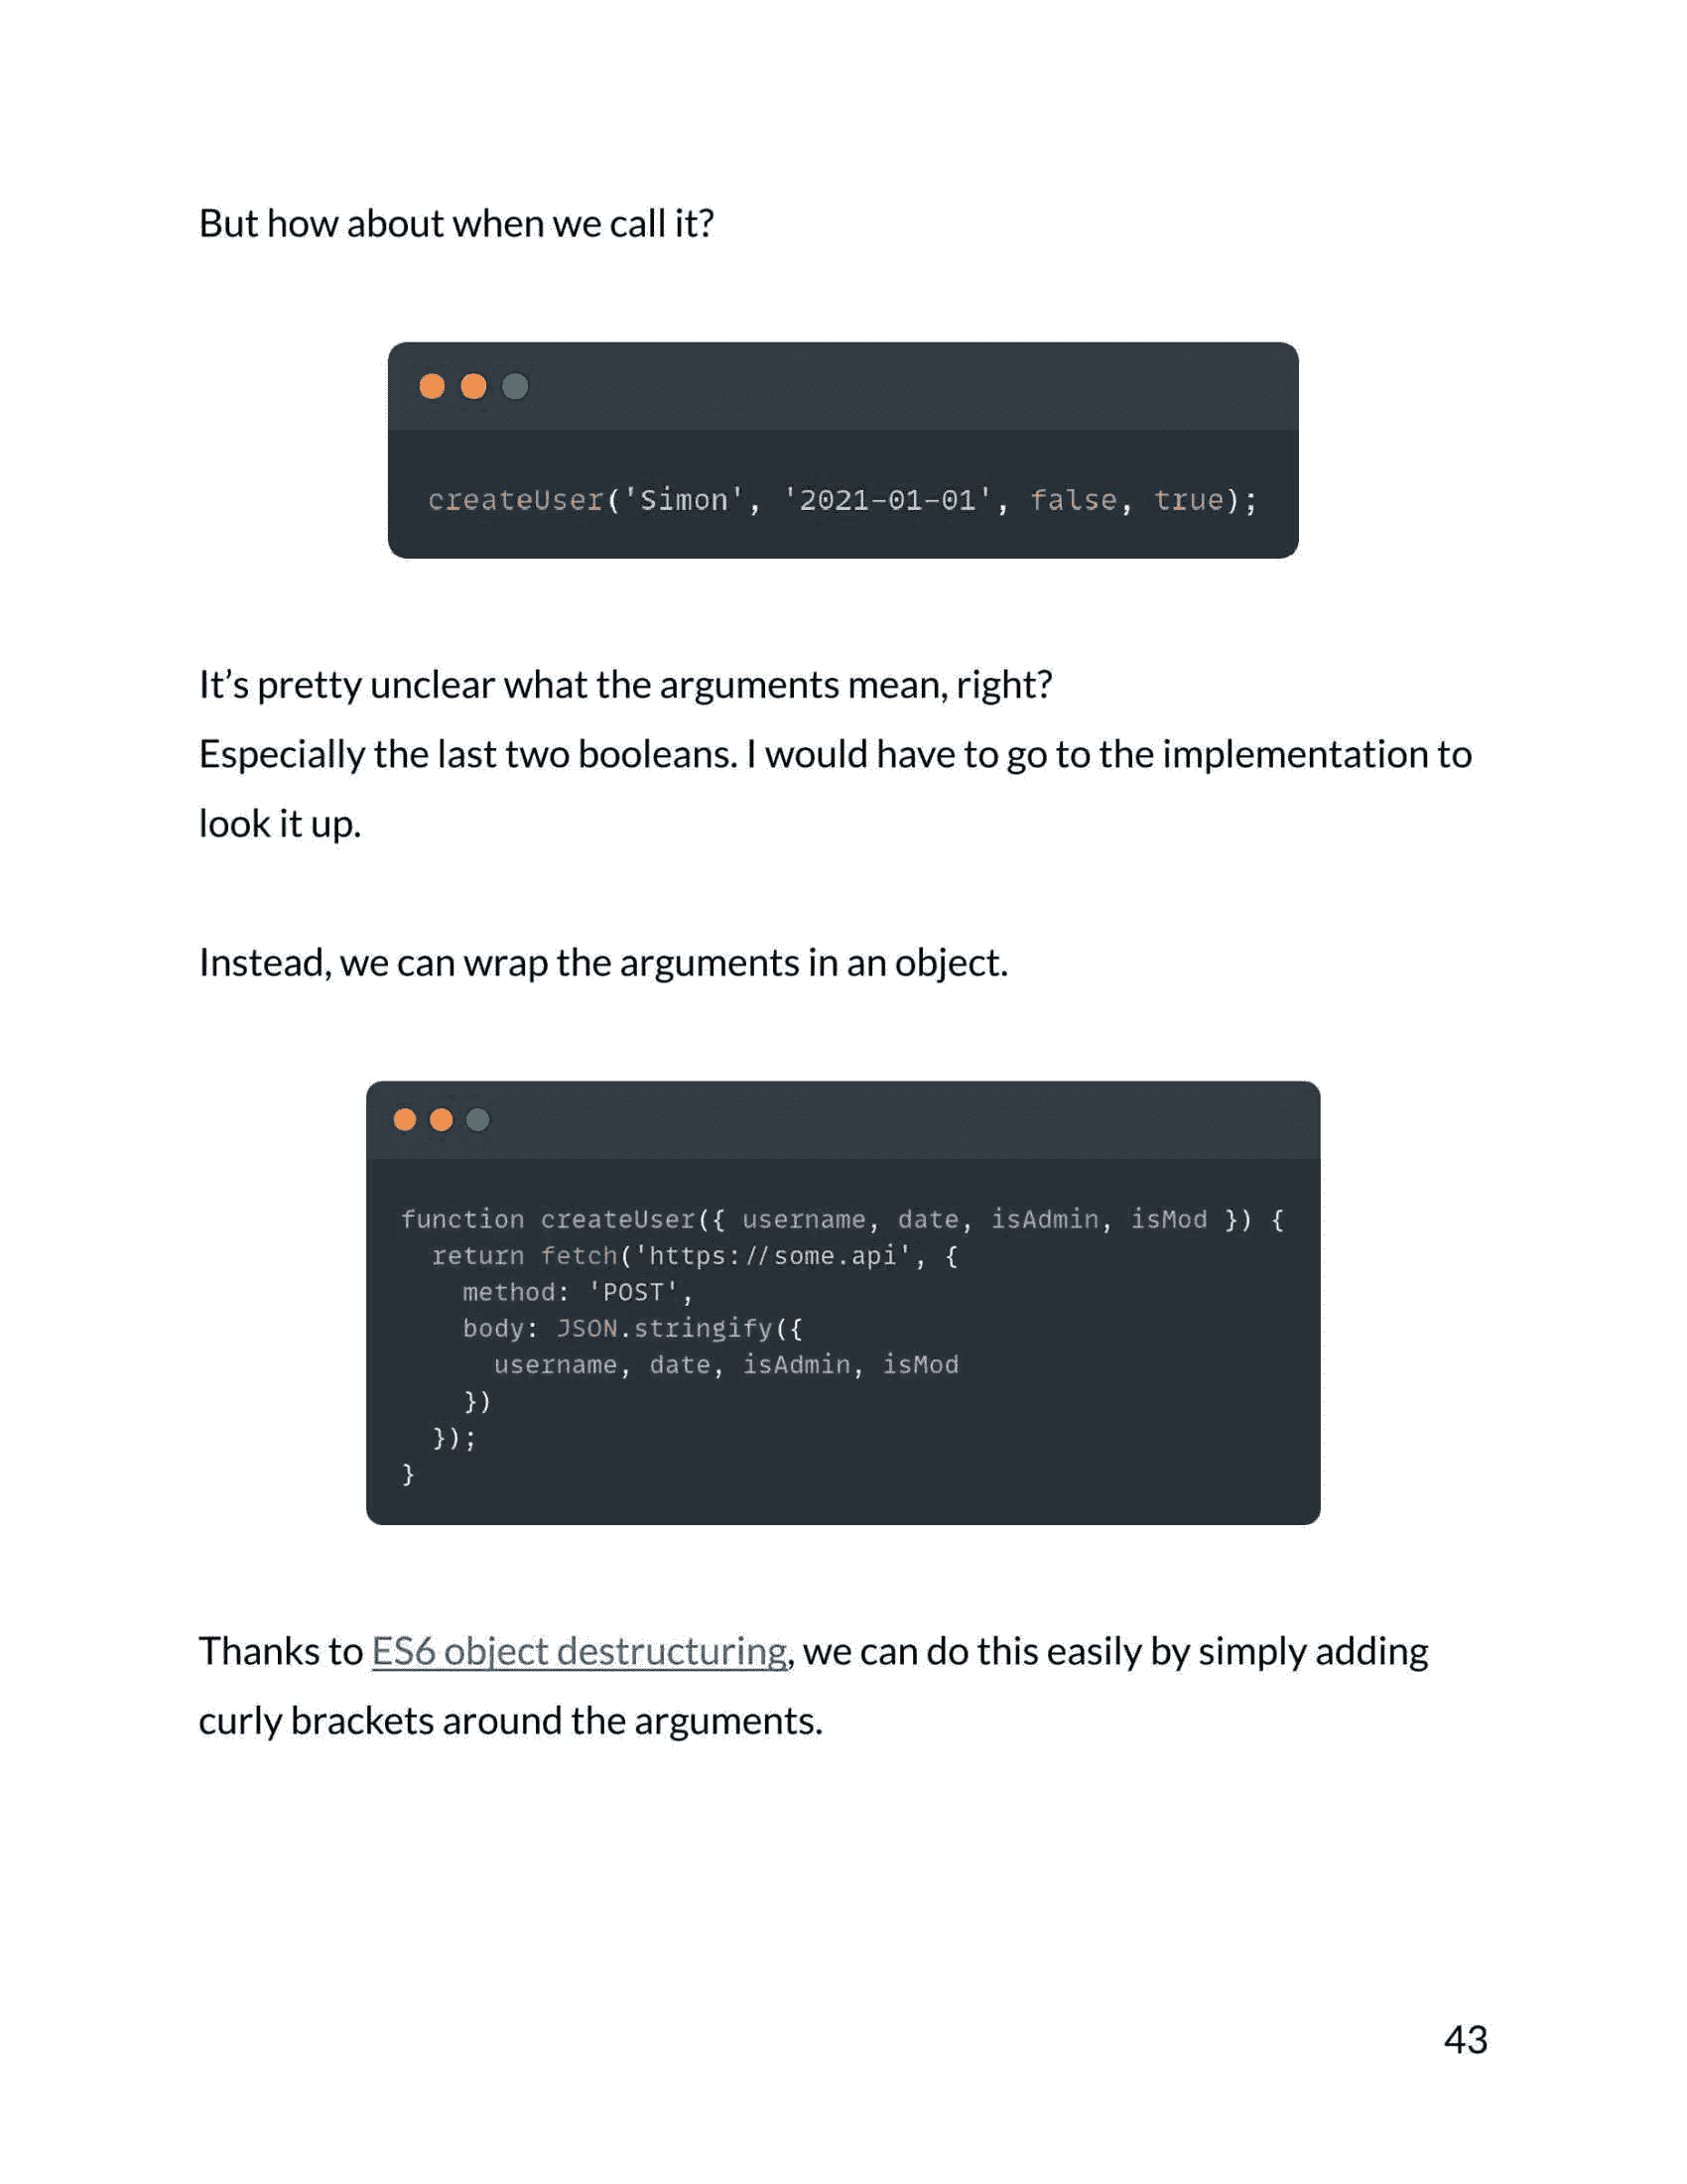 But how about when we call it?
createUser('Simon', '2021-01-01', false, true);
It’s pretty unclear what the arguments mean, right?
Especially the last two booleans. I would have to go to the implementation to
look it up.
Instead, we can wrap the arguments in an object.
function createUser({ username, date, isAdmin, isMod }) {
  return fetch('https://some.api', {
    method: 'POST',
    body: JSON.stringify({
      username, date, isAdmin, isMod
    })
  });
}
Thanks to ES6 object destructuring, we can do this easily by simply adding
curly brackets around the arguments.
43